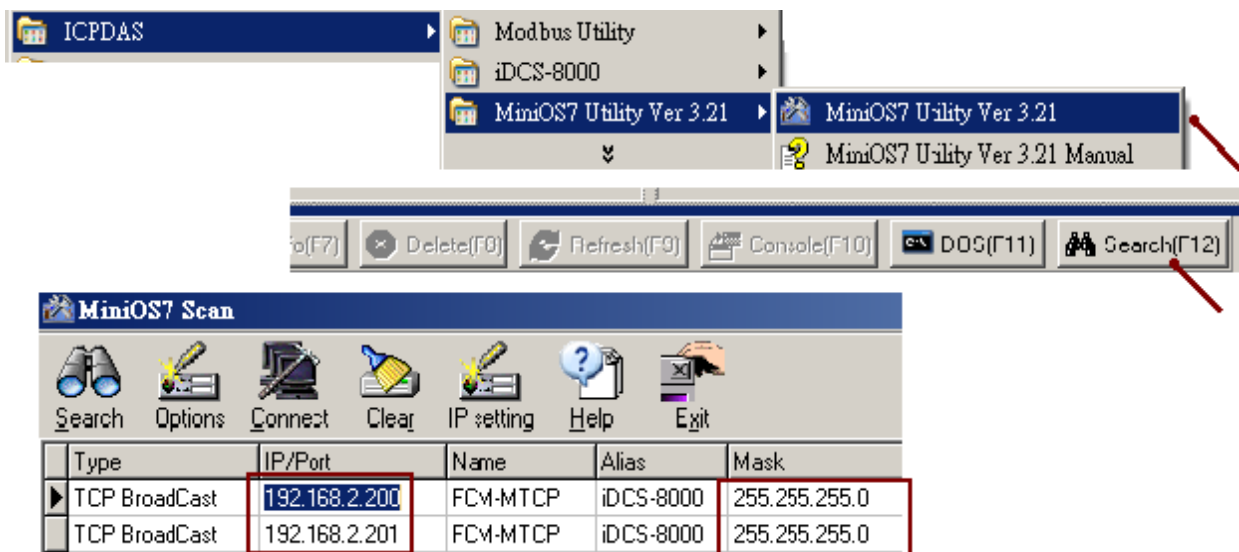 ICPDAS
Modbus Utility
iDCS-8000
MiniOS7 Utility Ver 3.21
MiniOS7 Utility Ver 3.21
MiniOS7 Utility Ver 3.21 Manual
fo(F7) Delete(F8) Refresh(F9) Console(F10) DOS(F11) Search(F12)
MiniOS7 Scan
Search Options Connect Clear IP setting Help Exit
Type IP/Port Name Alias Mask
TCP BroadCast 192.168.2.200 FCM-MTCP iDCS-8000 255.255.255.0
TCP BroadCast 192.168.2.201 FCM-MTCP iDCS-8000 255.255.255.0